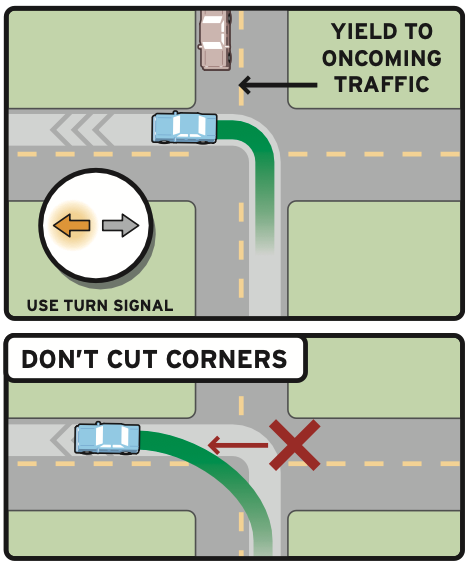 YIELD TO
ONCOMING
TRAFFIC
USE TURN SIGNAL
DON'T CUT CORNERS